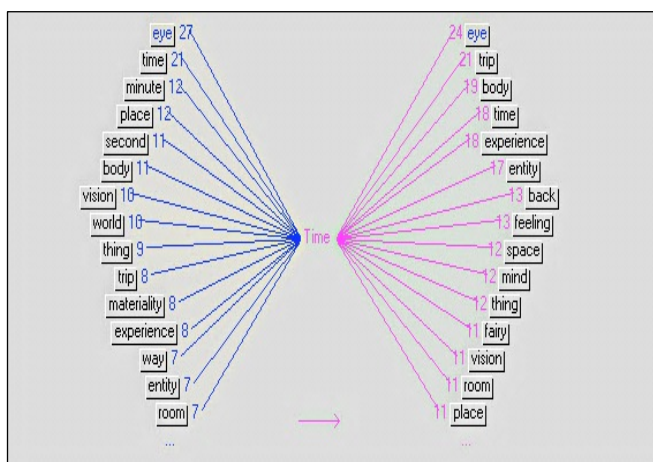 eye 27
time 21
minute 12
place 12
second 11
body 11
vision 10
world 10
thing 9
trip 8
materiality 8
experience 8
way 7
entity 7
room 7
...
Time
24 eye
21 trip
19 body
18 time
18 experience
17 entity
13 back
13 feeling
12 space
12 mind
12 thing
11 fairy
11 vision
11 room
11 place
...